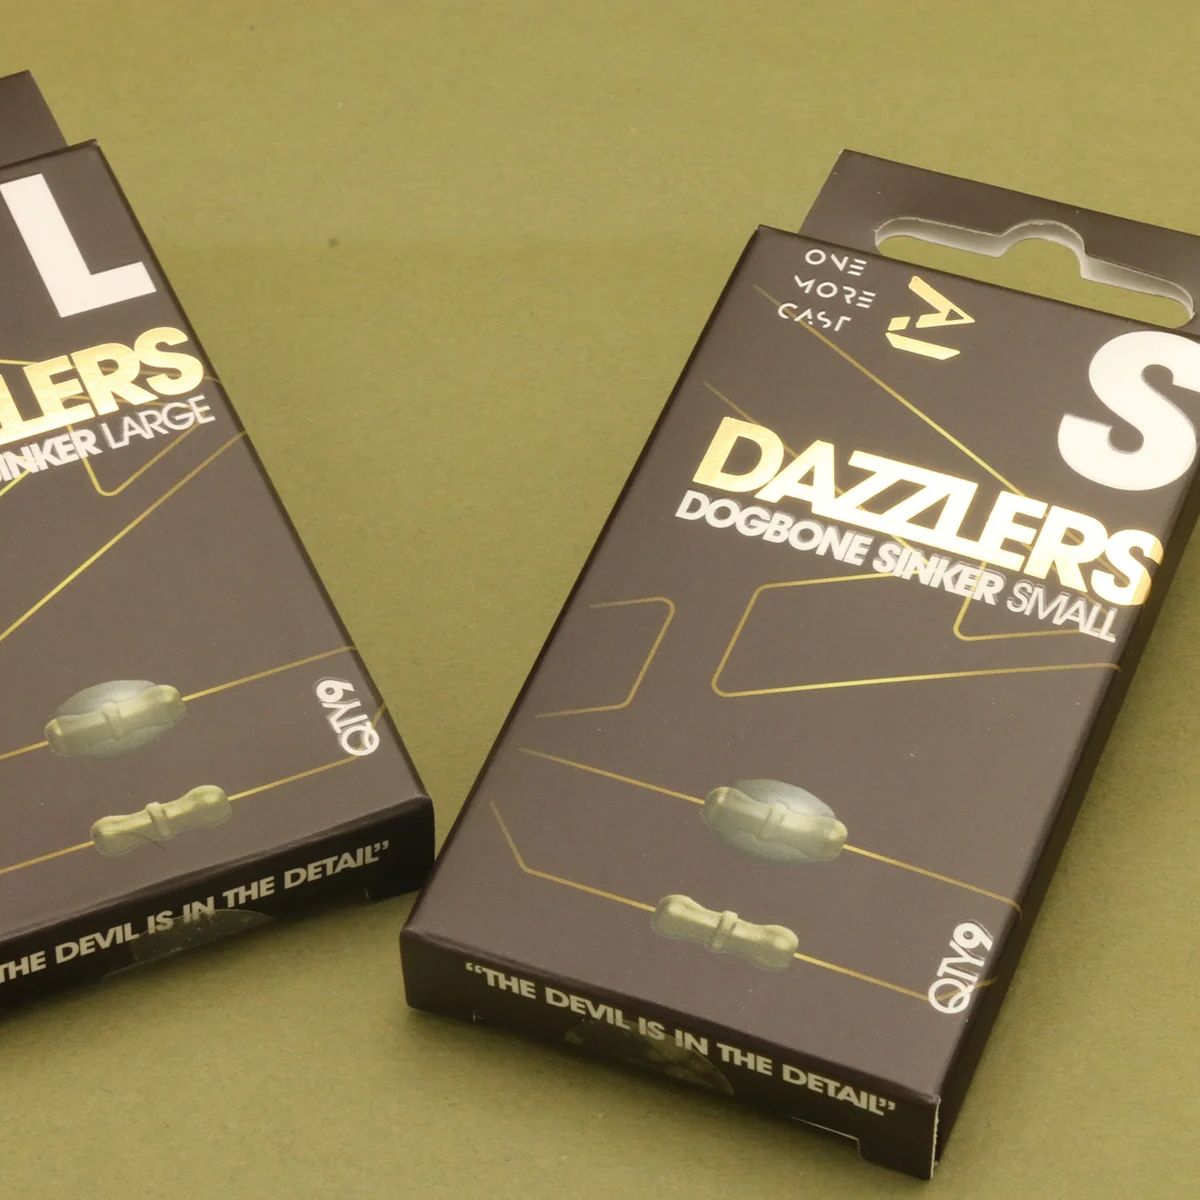 L
ZZLERS
SINKER LARGE
QTY9
THE DEVIL IS IN THE DETAIL”
ONE
MORE
CAST
S
DAZZLERS
DOGBONE SINKER SMALL
QTY9
“THE DEVIL IS IN THE DETAIL”